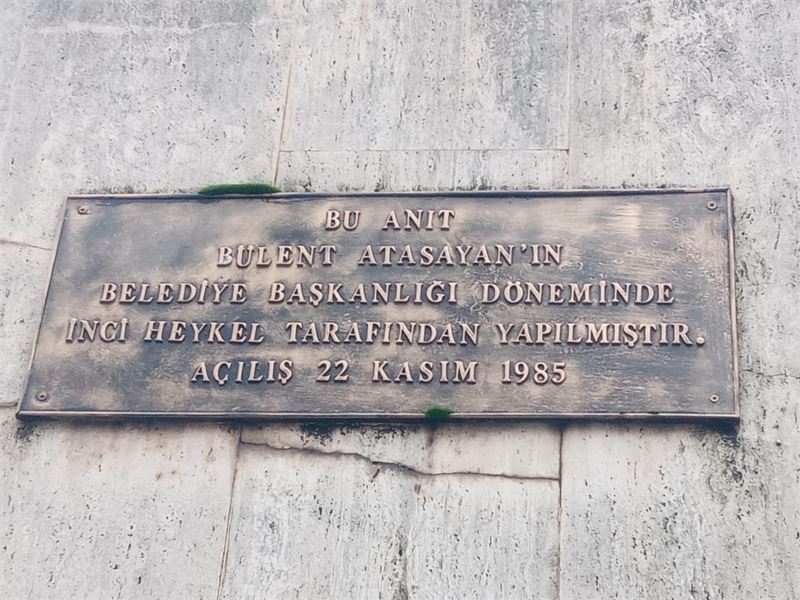 BU ANIT
BÜLENT ATASAYAN'IN
BELEDİYE BAŞKANLIĞI DÖNEMİNDE
İNCİ HEYKEL TARAFINDAN YAPILMIŞTIR.
AÇILIŞ 22 KASIM 1985